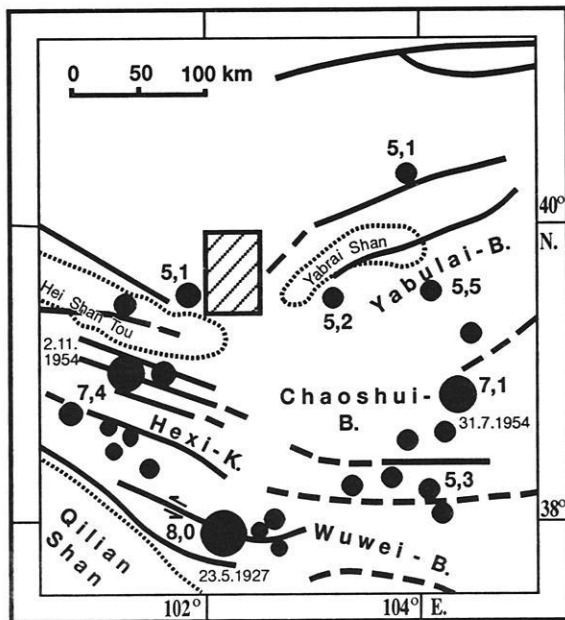 0 50 100 km
5,1
40°
N.
Yabrai Shan
Yabulai-B.
5,1
Hei Shan Tou
5,2
5,5
2.11.
1954
7,4
Chaoshui-
B.
7,1
31.7.1954
Hexi-K.
5,3
38°
8,0
Qilian
Shan
Wuwei-B.
23.5.1927
102°
104° E.